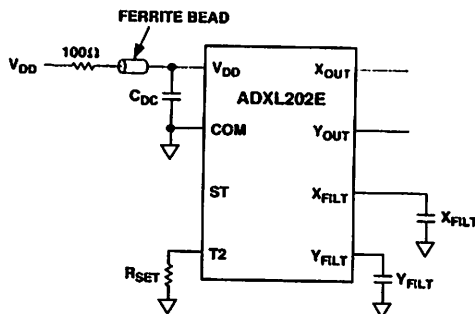 FERRITE BEAD
100Ω
VDD
VDD
XOUT
ADXL202E
CDC
COM
YOUT
ST
XFILT
XFILT
T2
YFILT
RSET
YFILT